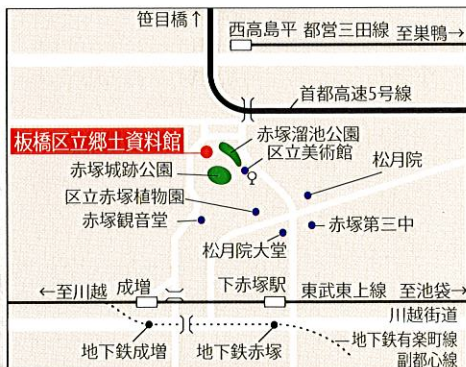 笹目橋↑
西高島平 都営三田線 至巣鴨→
首都高速5号線
板橋区立郷土資料館
赤塚溜池公園
区立美術館
赤塚城跡公園
松月院
区立赤塚植物園
赤塚観音堂
赤塚第三中
松月院大堂
←至川越 成増 下赤塚駅 東武東上線 至池袋→
川越街道
地下鉄成増 地下鉄赤塚
地下鉄有楽町線
副都心線